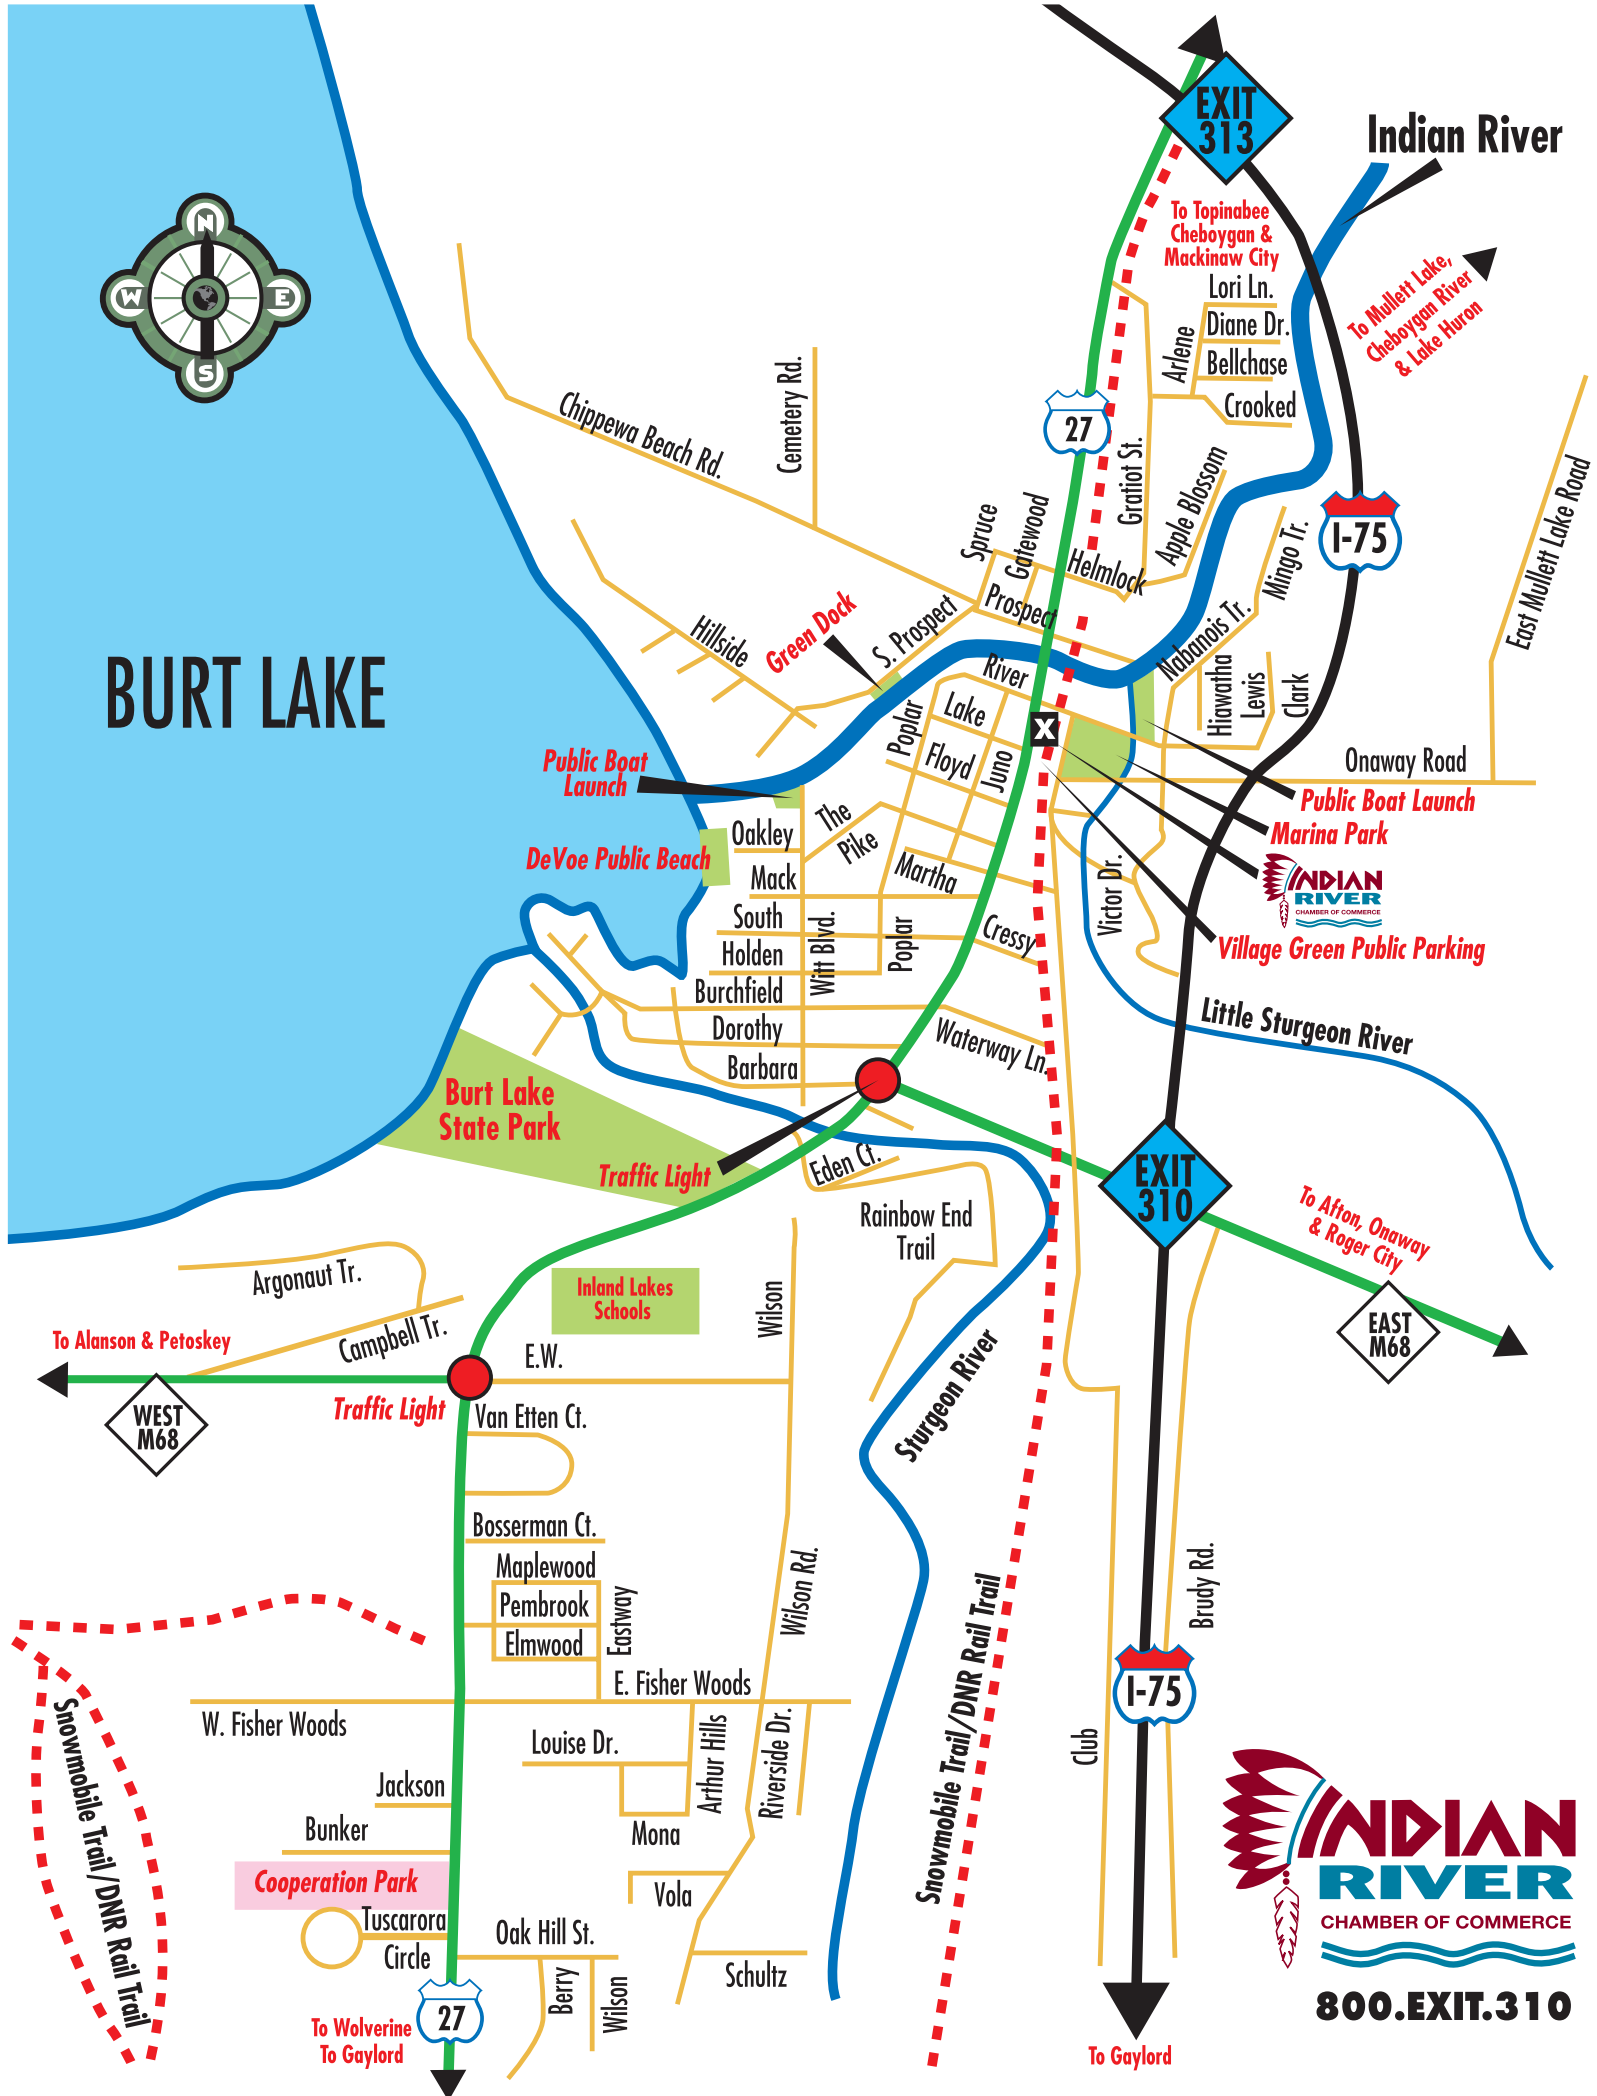 EXIT
313
Indian River
N
W
E
S
To Topinabee
Cheboygan &
Mackinaw City
To Mullett Lake,
Cheboygan River
& Lake Huron
Lori Ln.
Diane Dr.
Arlene
Bellchase
Crooked
27
Chippewa Beach Rd.
Cemetery Rd.
Gratiot St.
Apple Blossom
Spruce
Gatewood
Helmlock
Prospect
I-75
Mingo Tr.
East Mullett Lake Road
Nabanois Tr.
Hillside
Green Dock
S. Prospect
BURT LAKE
River
Lake
Poplar
Floyd
Juno
X
Hiawatha
Lewis
Clark
Onaway Road
Public Boat
Launch
Public Boat Launch
Marina Park
INDIAN
RIVER
CHAMBER OF COMMERCE
Village Green Public Parking
DeVoe Public Beach
Oakley
The
Pike
Mack
Martha
South
Holden
Witt Blvd.
Poplar
Cressy
Victor Dr.
Burchfield
Dorothy
Barbara
Waterway Ln.
Little Sturgeon River
Burt Lake
State Park
Traffic Light
Eden Ct.
EXIT
310
Rainbow End
Trail
To Afton, Onaway
& Roger City
EAST
M68
Argonaut Tr.
Campbell Tr.
Inland Lakes
Schools
Wilson
To Alanson & Petoskey
WEST
M68
Traffic Light
E.W.
Van Etten Ct.
Sturgeon River
Bosserman Ct.
Maplewood
Pembrook
Elmwood
Eastway
Wilson Rd.
Brudy Rd.
Snowmobile Trail/DNR Rail Trail
E. Fisher Woods
W. Fisher Woods
Louise Dr.
Arthur Hills
Riverside Dr.
Mona
I-75
Club
Snowmobile Trail/DNR Rail Trail
Jackson
Bunker
Cooperation Park
Tuscarora
Circle
Vola
Oak Hill St.
Schultz
Berry
Wilson
27
To Wolverine
To Gaylord
To Gaylord
INDIAN
RIVER
CHAMBER OF COMMERCE
800.EXIT.310